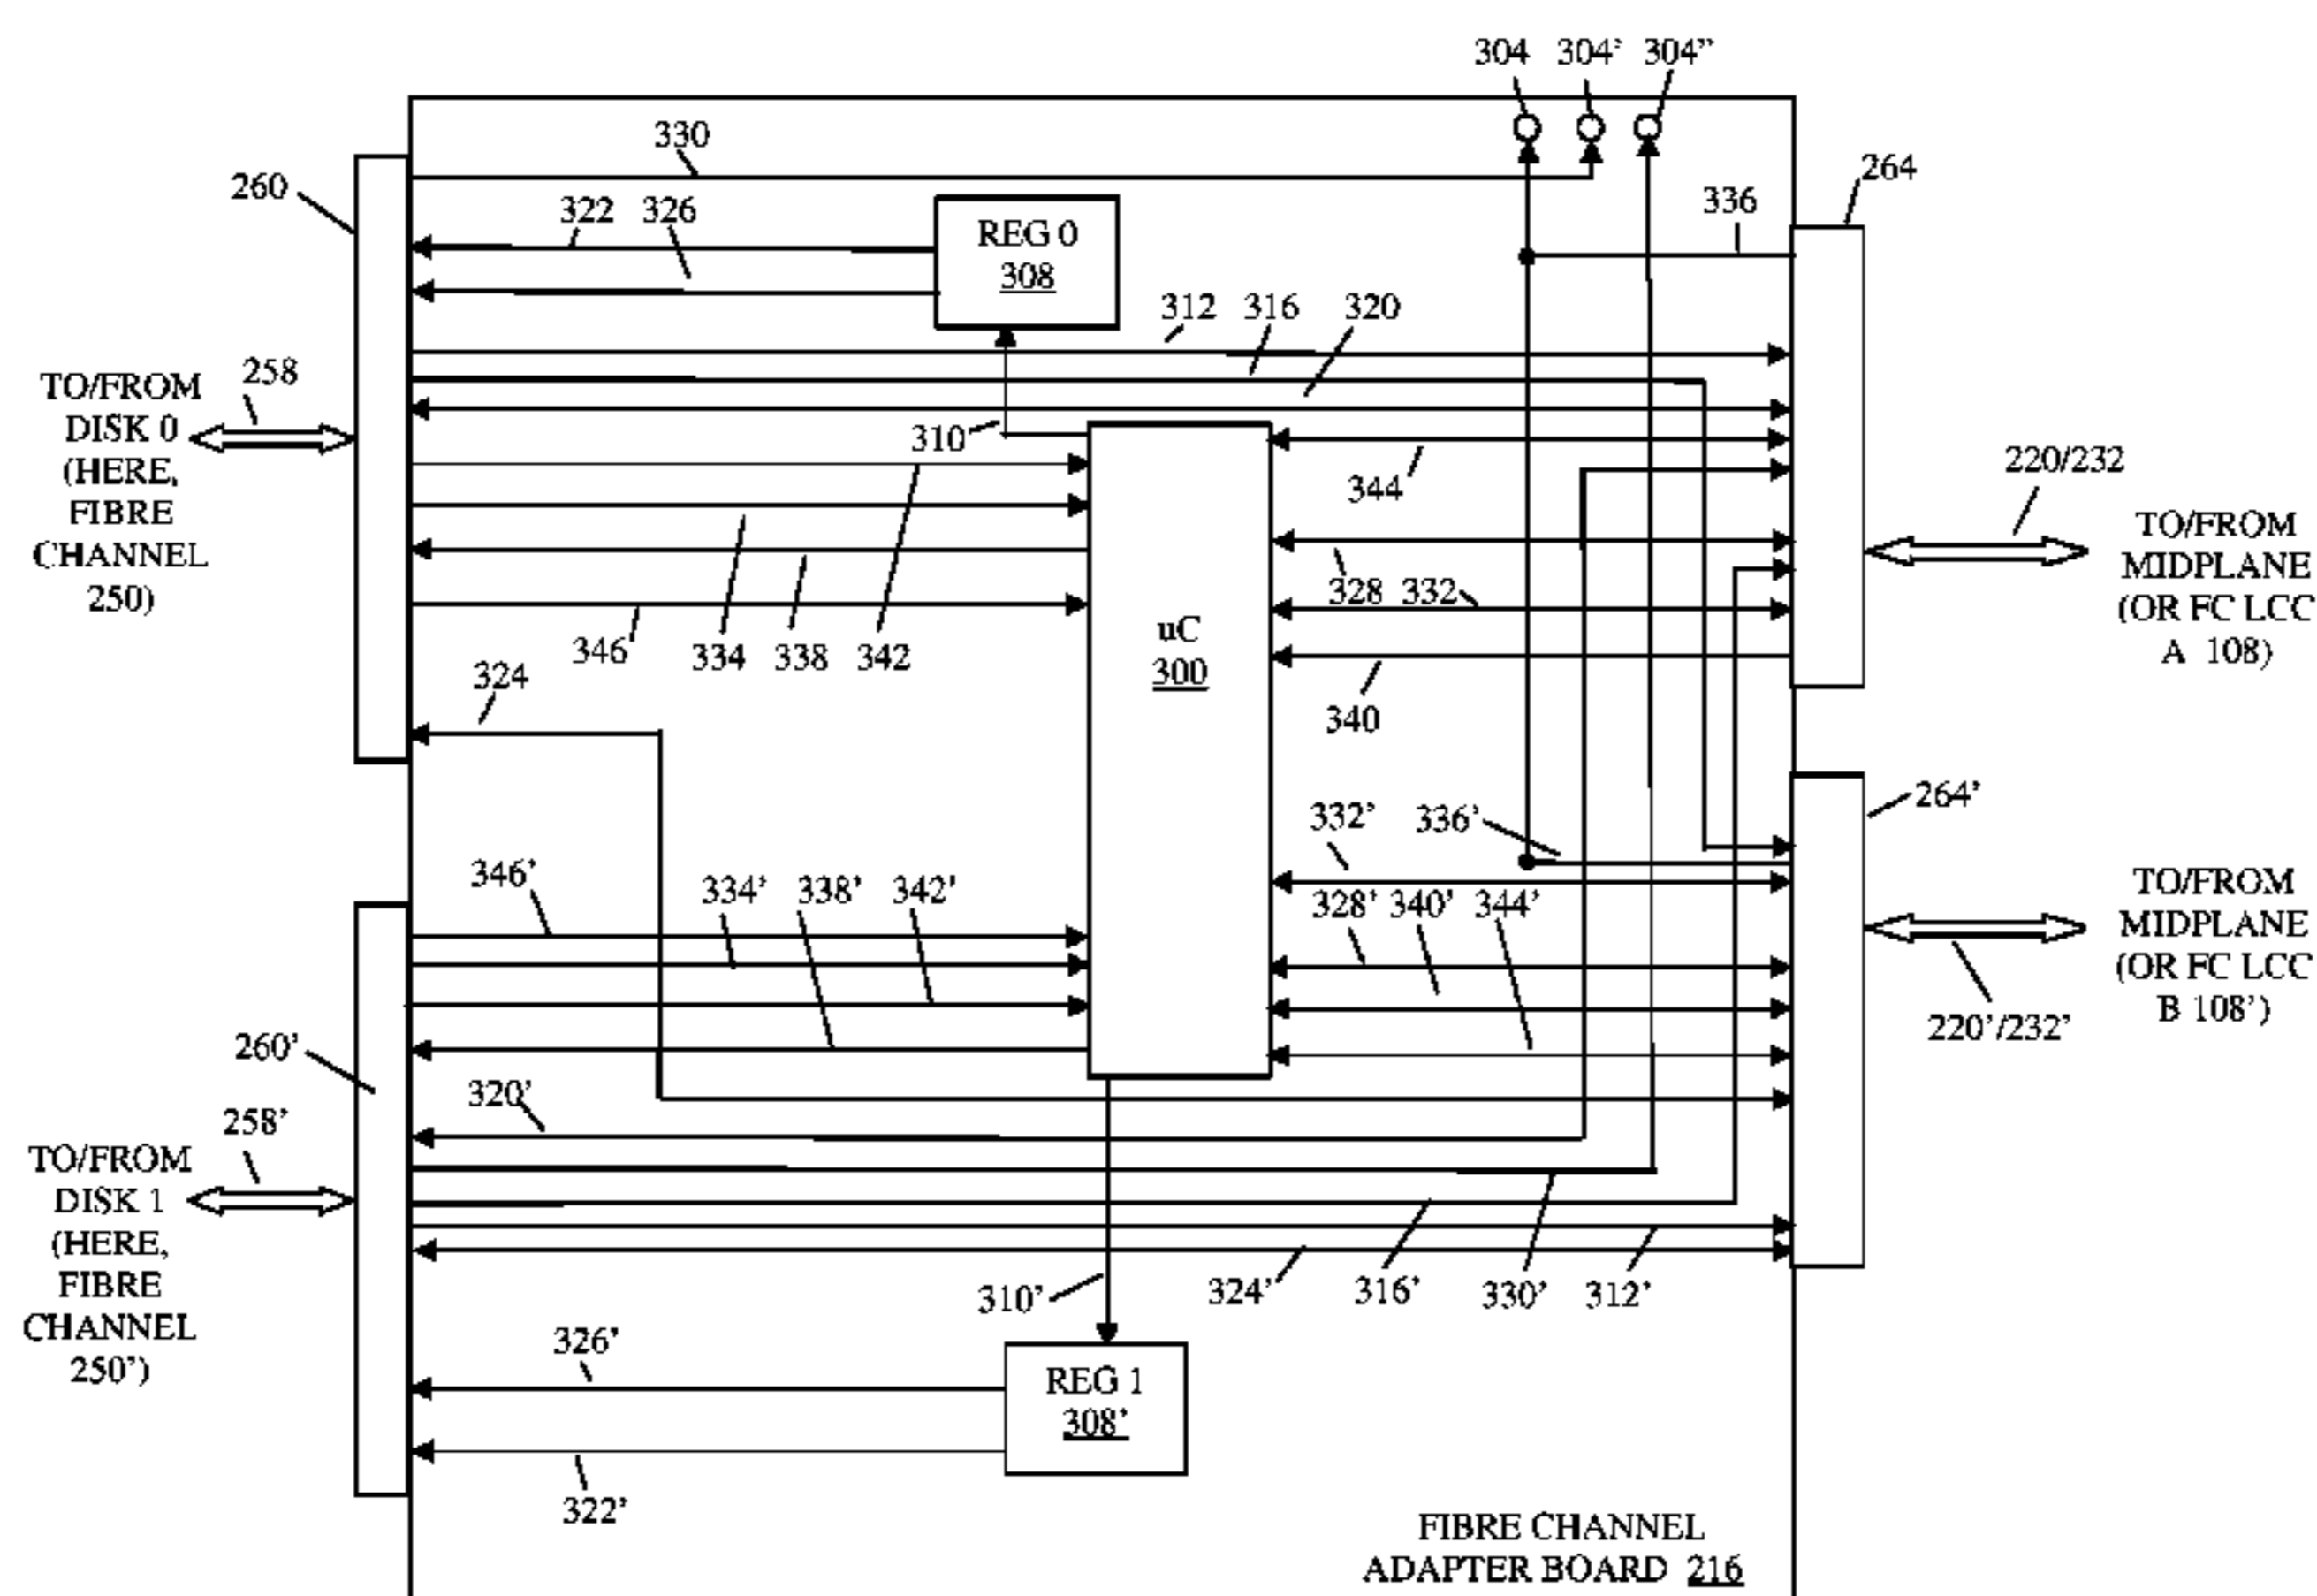 304 304' 304"
330
264
260
336
322 326
REG 0
308
312 316 320
TO/FROM
DISK 0
(HERE,
FIBRE
CHANNEL
250)
258
310
344
220/232
TO/FROM
MIDPLANE
(OR FC LCC
A 108)
328 332
uC
300
346 334 338 342
324
340
264'
332' 336'
346' 334' 338' 342'
328' 340' 344'
TO/FROM
MIDPLANE
(OR FC LCC
B 108')
220'/232'
260'
320'
258'
TO/FROM
DISK 1
(HERE,
FIBRE
CHANNEL
250')
310'
324' 316' 330' 312'
326'
REG 1
308'
322'
FIBRE CHANNEL
ADAPTER BOARD 216